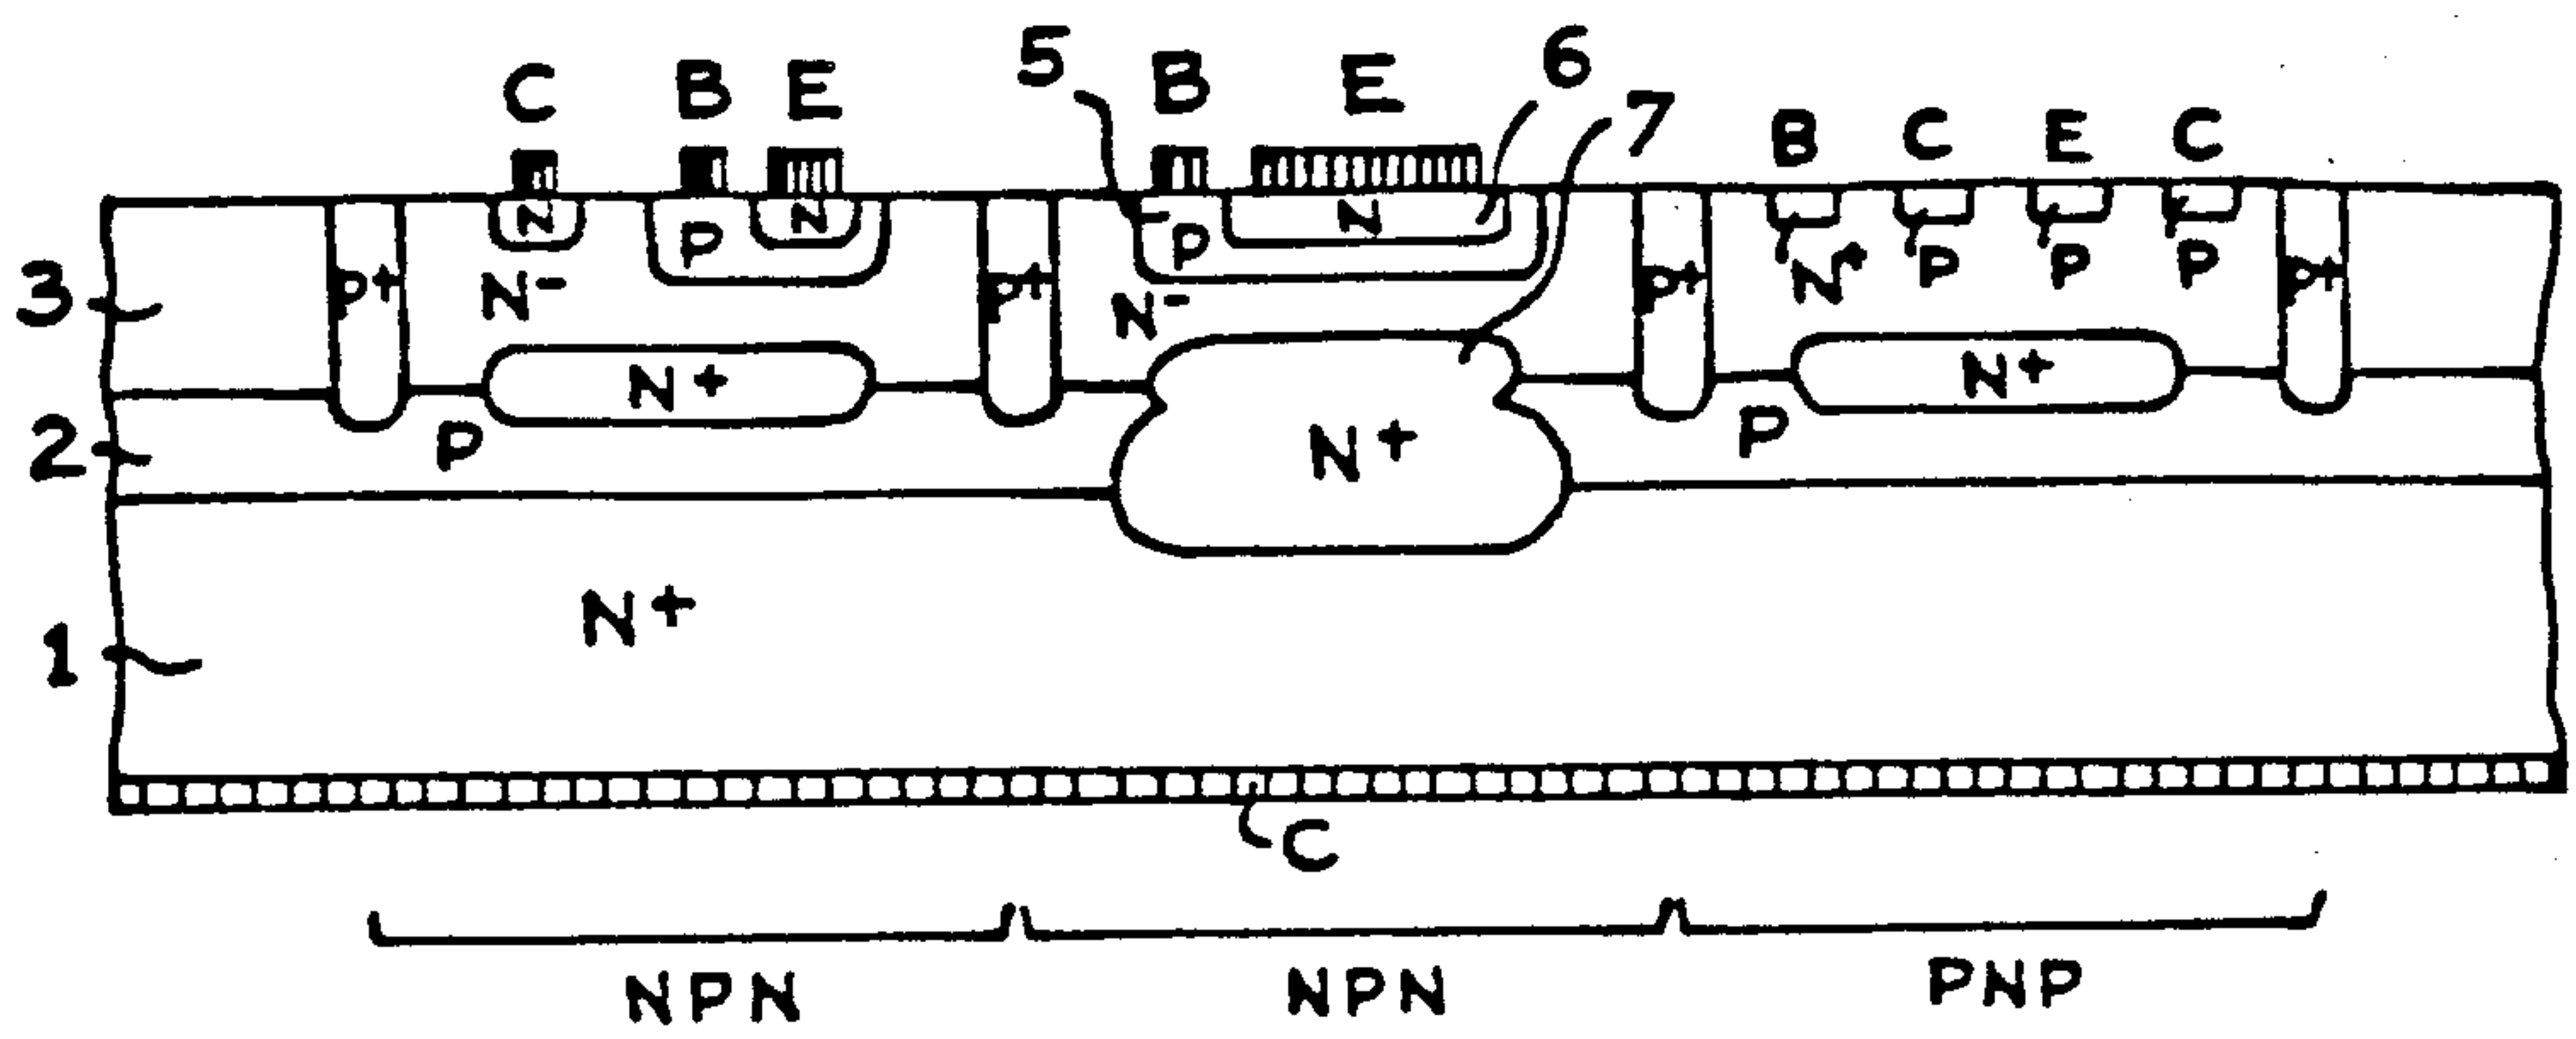 C B E 5 B E 6 7 B C E C
N P N P N
3 P+ N- P+ N- P+ N+ P P P P+
N+ N+ N+
2 P P
1 N+
C
NPN NPN PNP